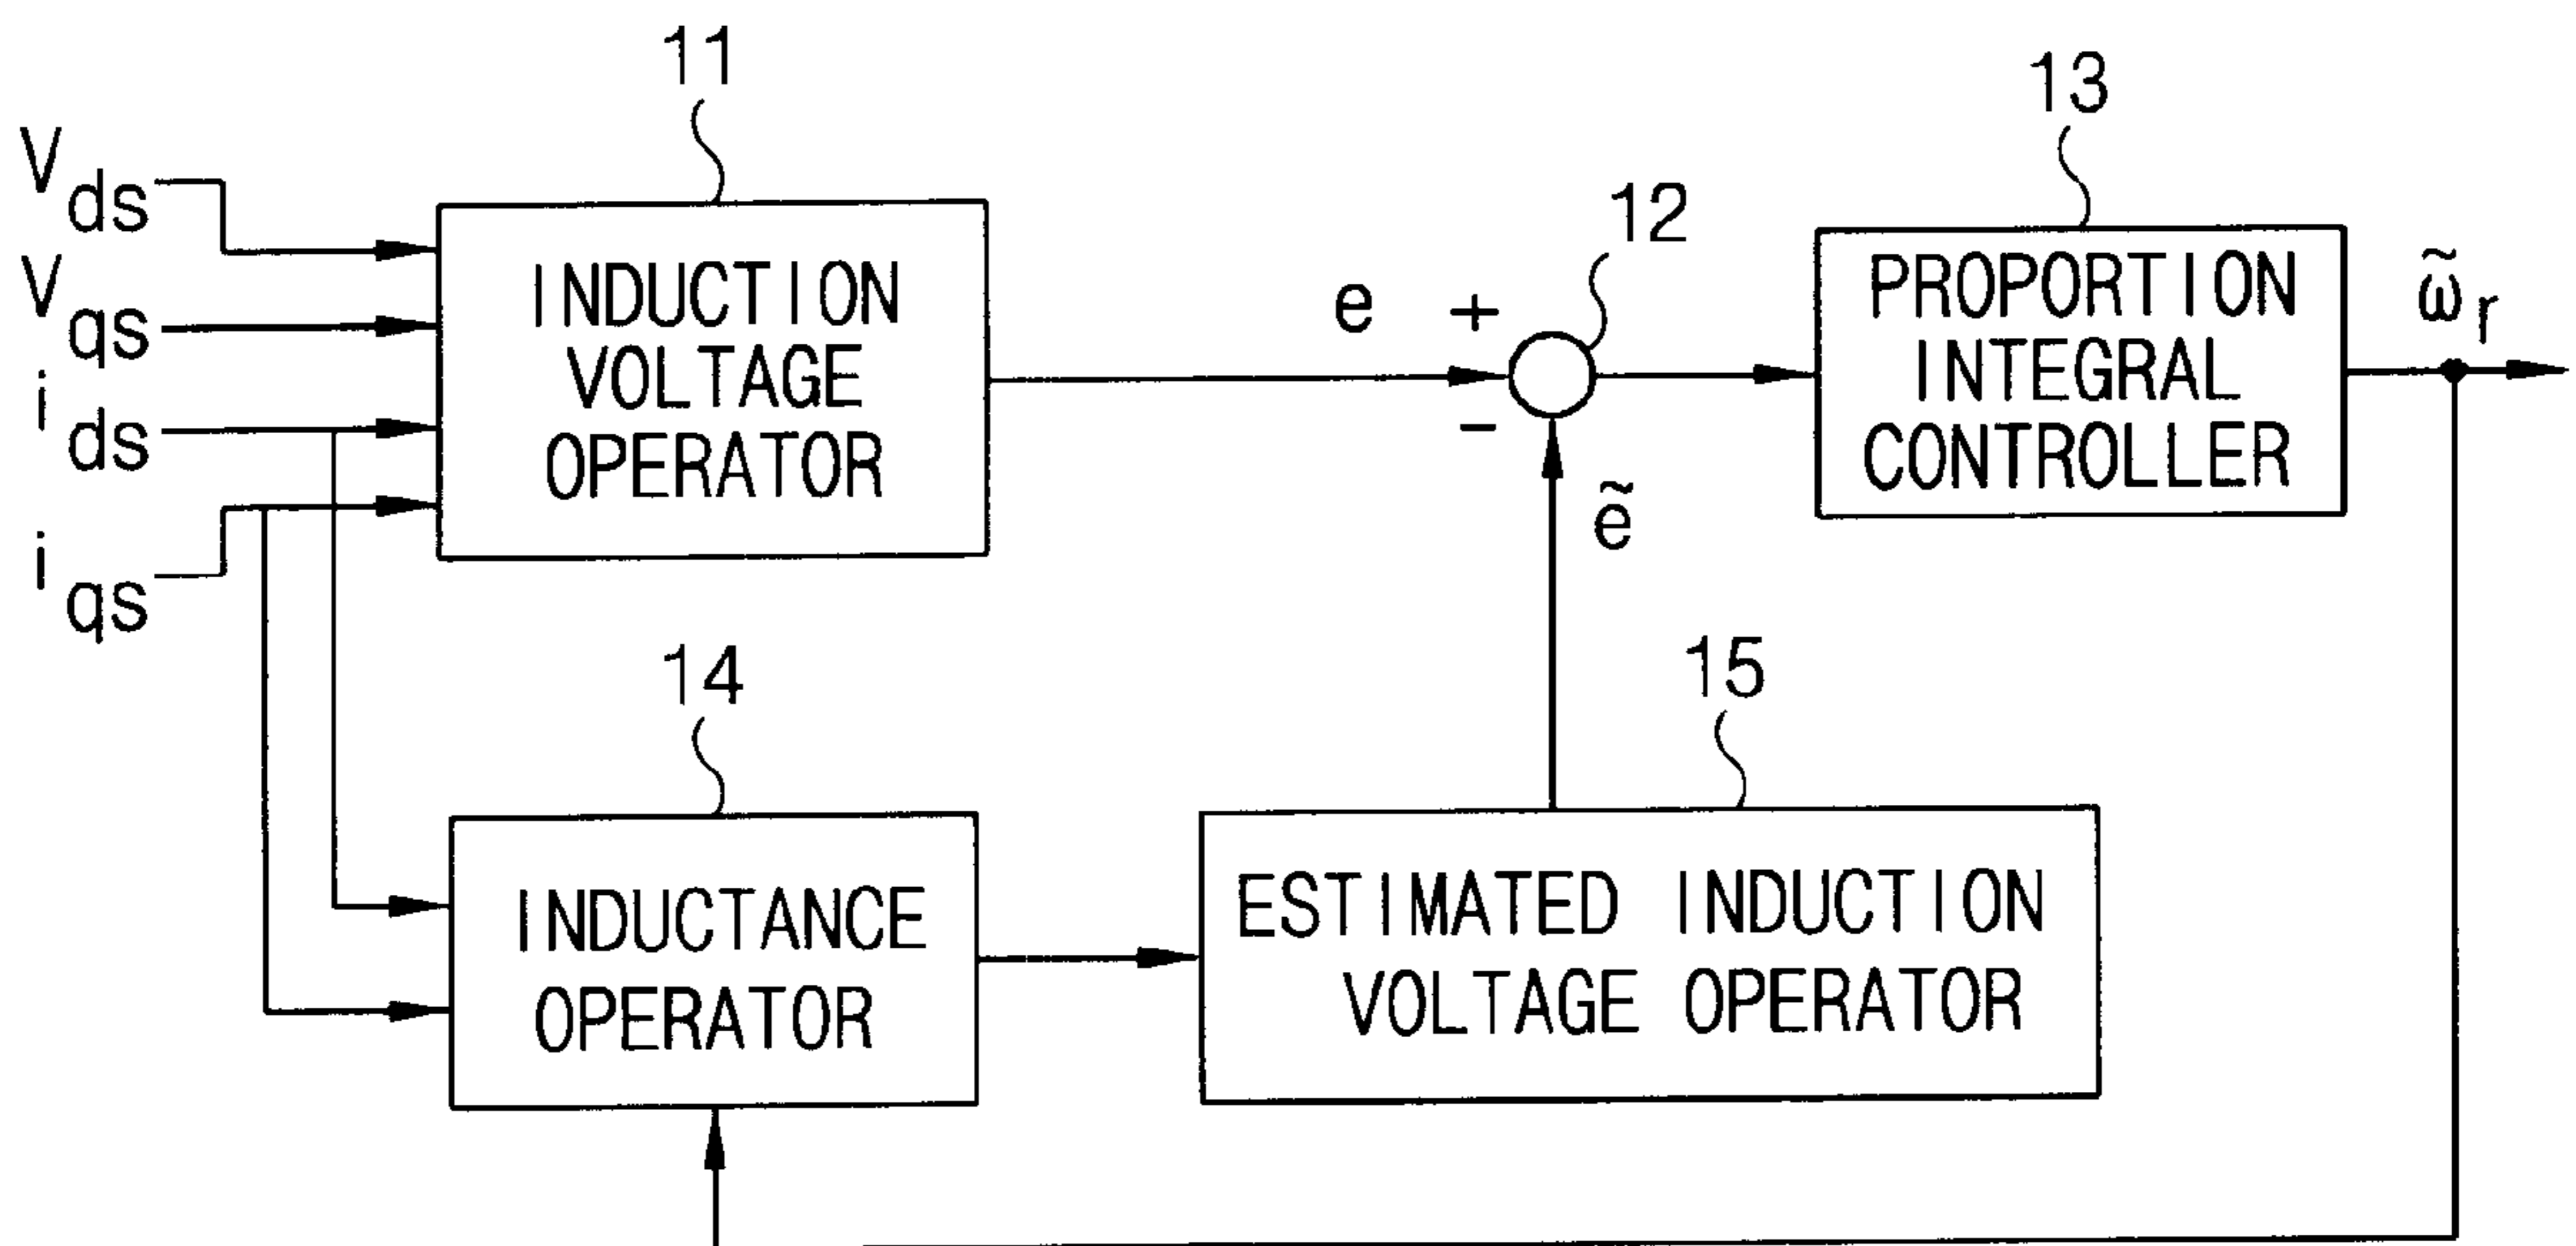 11
13
V
ds
V
qs
i
ds
i
qs
INDUCTION
VOLTAGE
OPERATOR
e
+
-
12
ẽ
PROPORTION
INTEGRAL
CONTROLLER
ω̃
r
14
15
INDUCTANCE
OPERATOR
ESTIMATED INDUCTION
VOLTAGE OPERATOR